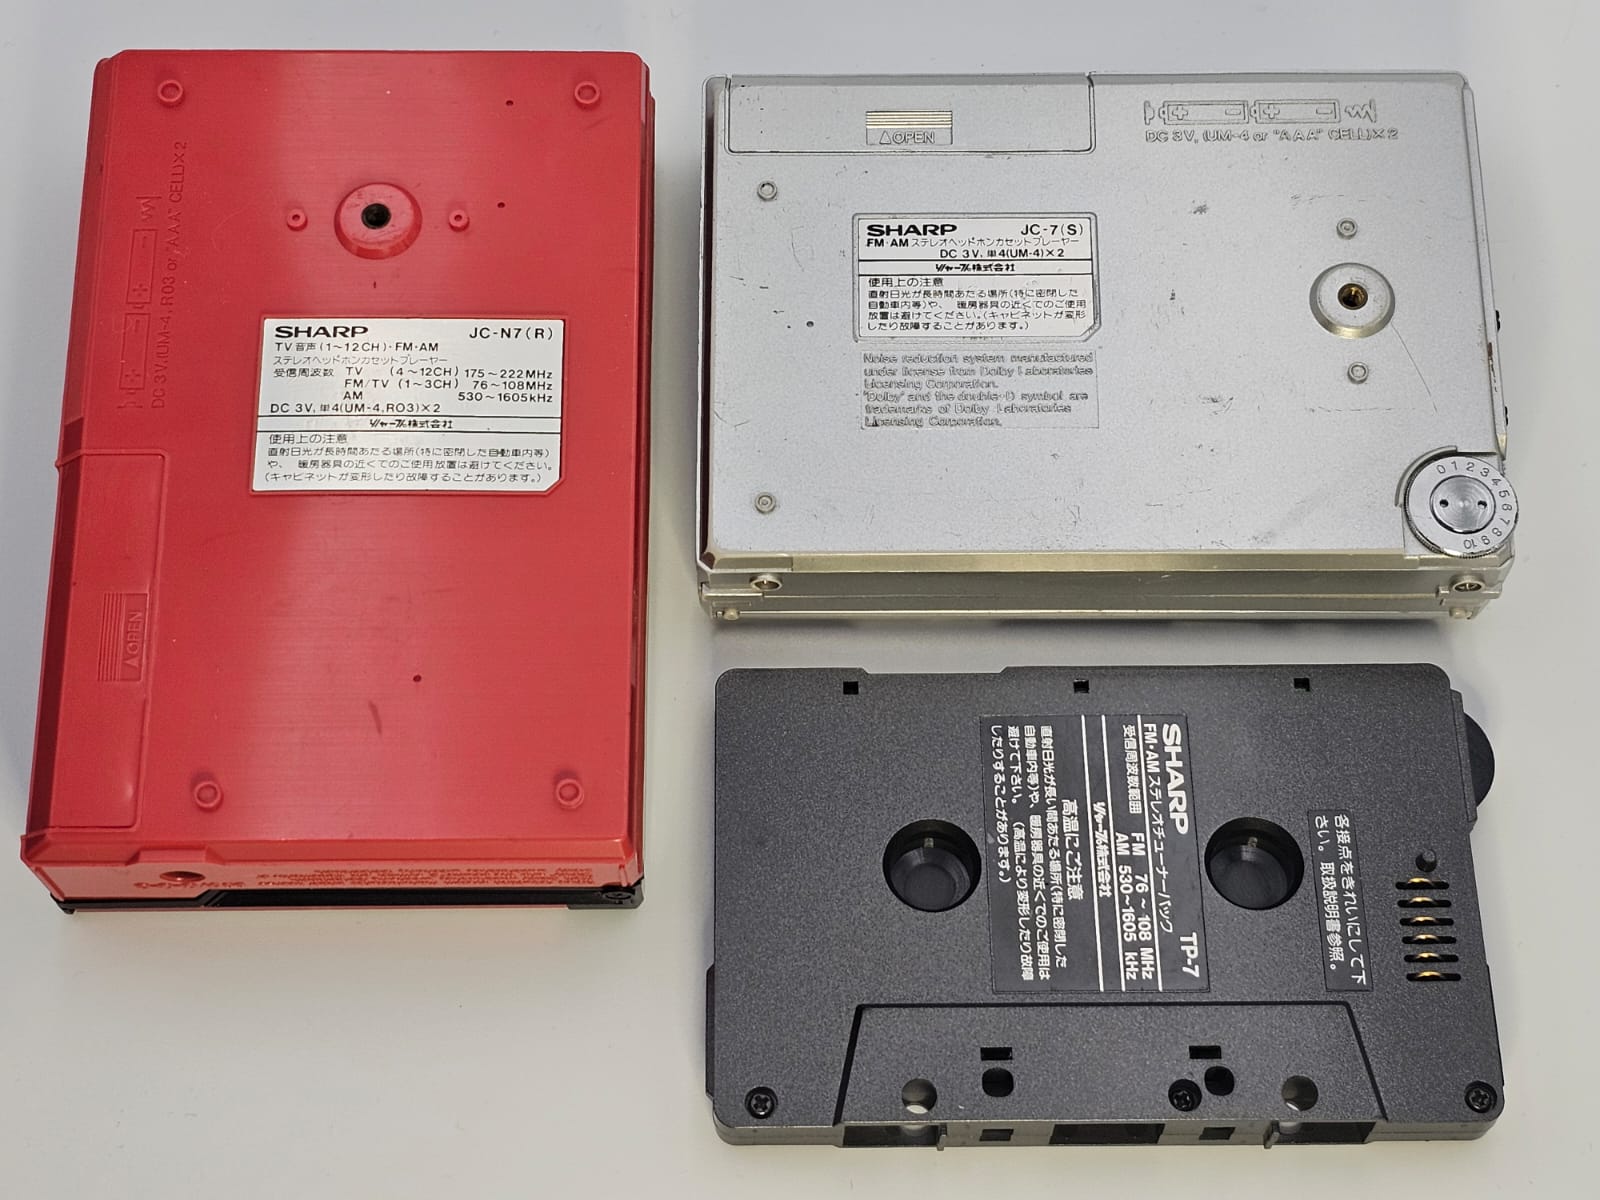 DC 3V, (UM-4, R03 or "AAA" CELL)×2
SHARP JC-N7(R)
TV音声(1~12CH)・FM・AM
ステレオヘッドホンカセットプレーヤー
受信周波数 TV (4~12CH) 175~222MHz
FM/TV (1~3CH) 76~108MHz
AM 530~1605kHz
DC 3V, 単4(UM-4,R03)×2
シャープ株式会社
使用上の注意
直射日光が長時間あたる場所(特に密閉した自動車内等)
や、暖房器具の近くでのご使用放置は避けてください。
(キャビネットが変形したり故障することがあります。)
△OPEN
△OPEN
DC 3V, (UM-4 or "AAA" CELL)×2
SHARP JC-7(S)
FM・AM ステレオヘッドホンカセットプレーヤー
DC 3V, 単4(UM-4)×2
シャープ株式会社
使用上の注意
直射日光が長時間あたる場所(特に密閉した
自動車内等)や、暖房器具の近くでのご使用
放置は避けてください。(キャビネットが変形
したり故障することがあります。)
Noise reduction system manufactured
under license from Dolby Laboratories
Licensing Corporation.
"Dolby" and the double-D symbol are
trademarks of Dolby Laboratories
Licensing Corporation.
0 1 2 3 4 5 6 7 8 9 10
SHARP TP-7
FM・AMステレオチューナーパック
受信周波数範囲 FM 76~108 MHz
AM 530~1605 kHz
シャープ株式会社
高温にご注意
直射日光が長い間あたる場所(特に密閉した
自動車内等)や、暖房器具の近くでのご使用は
避けて下さい。(高温により変形したり故障
したりすることがあります。)
各接点をきれいにして下
さい。取扱説明書参照。